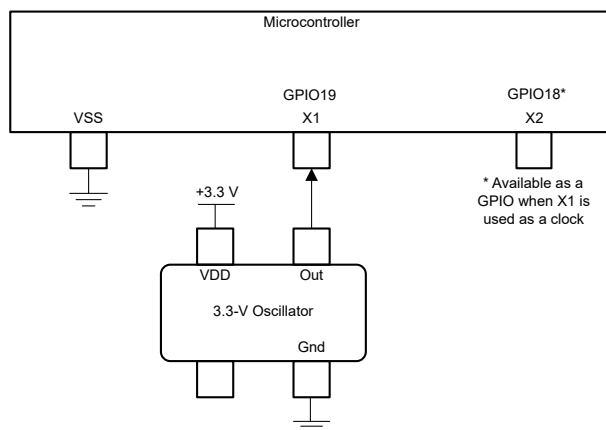 Microcontroller
GPIO19
GPIO18*
VSS
X1
X2
+3.3 V
* Available as a
GPIO when X1 is
used as a clock
VDD
Out
3.3-V Oscillator
Gnd